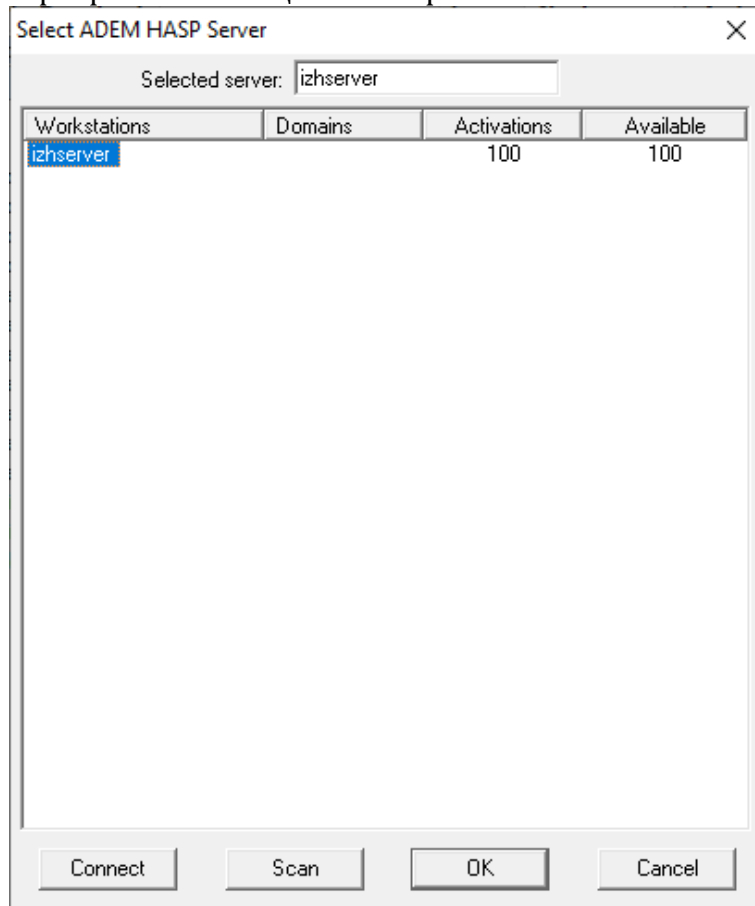 Select ADEM HASP Server
Selected server: izhserver
Workstations Domains Activations Available
izhserver 100 100
Connect Scan OK Cancel